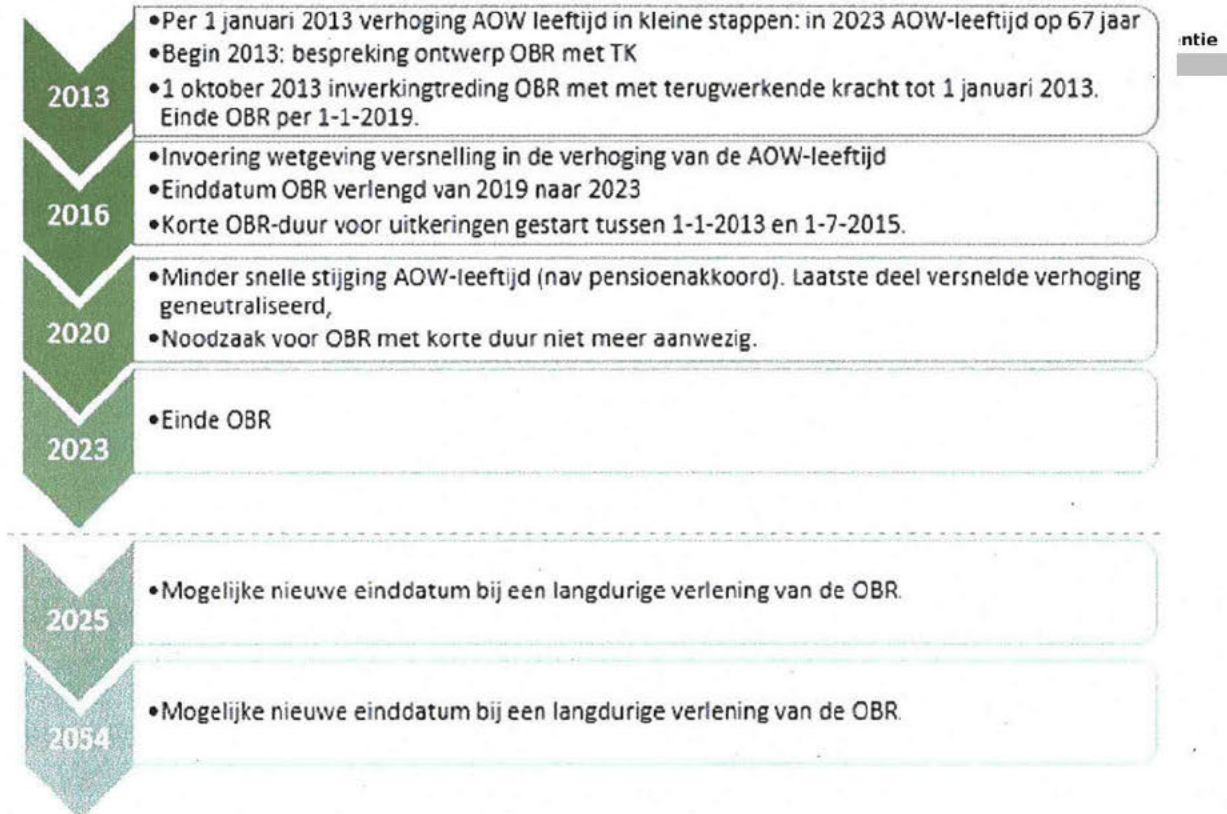 •Per 1 januari 2013 verhoging AOW leeftijd in kleine stappen: in 2023 AOW-leeftijd op 67 jaar
ntie
•Begin 2013: bespreking ontwerp OBR met TK
2013
•1 oktober 2013 inwerkingtreding OBR met met terugwerkende kracht tot 1 januari 2013.
Einde OBR per 1-1-2019.
•Invoering wetgeving versnelling in de verhoging van de AOW-leeftijd
2016
•Einddatum OBR verlengd van 2019 naar 2023
•Korte OBR-duur voor uitkeringen gestart tussen 1-1-2013 en 1-7-2015.
•Minder snelle stijging AOW-leeftijd (nav pensioenakkoord). Laatste deel versnelde verhoging
geneutraliseerd,
2020
•Noodzaak voor OBR met korte duur niet meer aanwezig.
2023
•Einde OBR
2025
•Mogelijke nieuwe einddatum bij een langdurige verlening van de OBR.
2054
•Mogelijke nieuwe einddatum bij een langdurige verlening van de OBR.